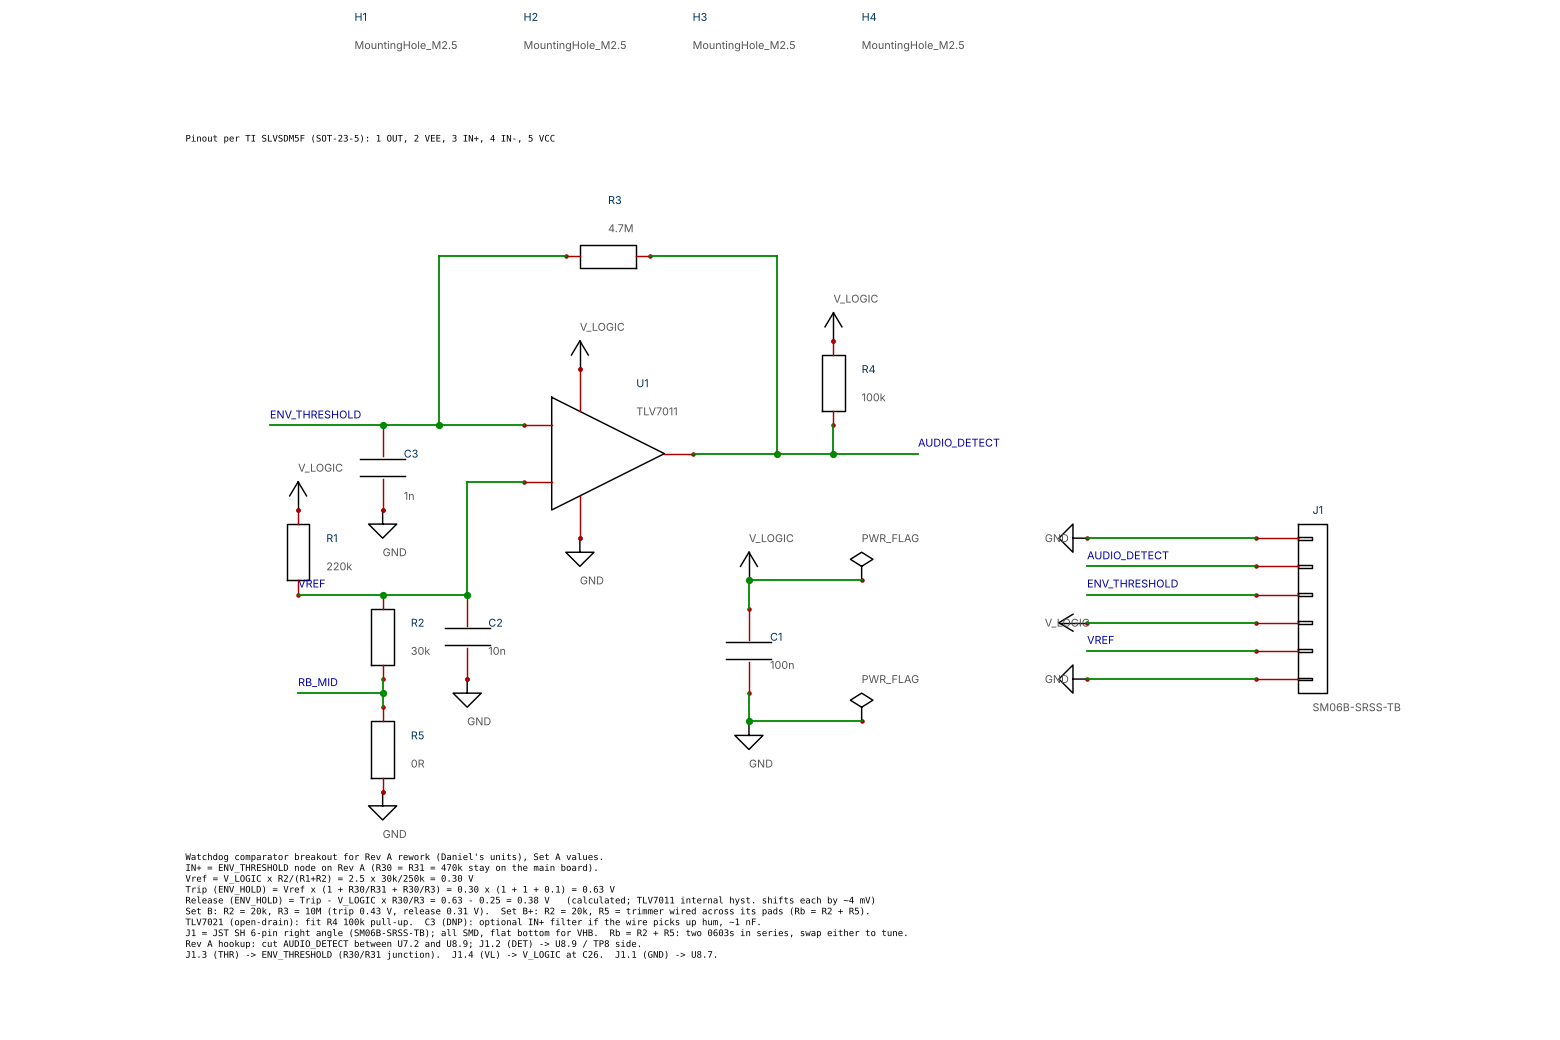 H1
H2
H3
H4
MountingHole_M2.5
MountingHole_M2.5
MountingHole_M2.5
MountingHole_M2.5
Pinout per TI SLVSDM5F (SOT-23-5): 1 OUT, 2 VEE, 3 IN+, 4 IN-, 5 VCC
R3
4.7M
V_LOGIC
V_LOGIC
R4
U1
100k
TLV7011
ENV_THRESHOLD
AUDIO_DETECT
C3
V_LOGIC
1n
J1
R1
V_LOGIC
PWR_FLAG
GND
GND
AUDIO_DETECT
220k
GND
VREF
ENV_THRESHOLD
R2
C2
V_LOGIC
C1
VREF
30k
10n
100n
RB_MID
PWR_FLAG
GND
SM06B-SRSS-TB
GND
R5
0R
GND
GND
Watchdog comparator breakout for Rev A rework (Daniel's units), Set A values.
IN+ = ENV_THRESHOLD node on Rev A (R30 = R31 = 470k stay on the main board).
Vref = V_LOGIC x R2/(R1+R2) = 2.5 x 30k/250k = 0.30 V
Trip (ENV_HOLD) = Vref x (1 + R30/R31 + R30/R3) = 0.30 x (1 + 1 + 0.1) = 0.63 V
Release (ENV_HOLD) = Trip - V_LOGIC x R30/R3 = 0.63 - 0.25 = 0.38 V   (calculated; TLV7011 internal hyst. shifts each by ~4 mV)
Set B: R2 = 20k, R3 = 10M (trip 0.43 V, release 0.31 V).  Set B+: R2 = 20k, R5 = trimmer wired across its pads (Rb = R2 + R5).
TLV7021 (open-drain): fit R4 100k pull-up.  C3 (DNP): optional IN+ filter if the wire picks up hum, ~1 nF.
J1 = JST SH 6-pin right angle (SM06B-SRSS-TB); all SMD, flat bottom for VHB.  Rb = R2 + R5: two 0603s in series, swap either to tune.
Rev A hookup: cut AUDIO_DETECT between U7.2 and U8.9; J1.2 (DET) -> U8.9 / TP8 side.
J1.3 (THR) -> ENV_THRESHOLD (R30/R31 junction).  J1.4 (VL) -> V_LOGIC at C26.  J1.1 (GND) -> U8.7.